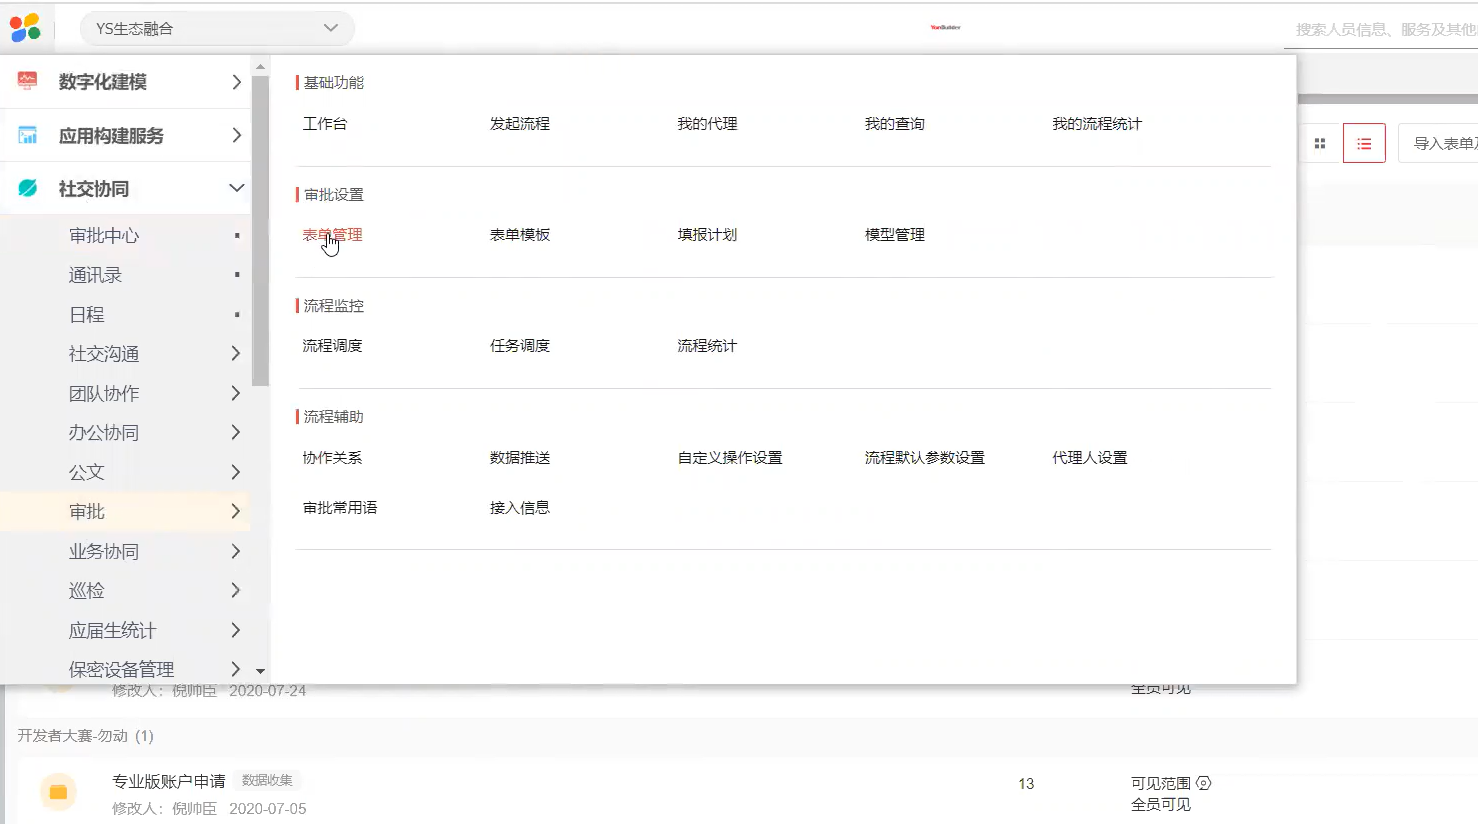 YS生态融合
YonBuilder
搜索人员信息、服务及其他
数字化建模
应用构建服务
社交协同
审批中心
通讯录
日程
社交沟通
团队协作
办公协同
公文
审批
业务协同
巡检
应届生统计
保密设备管理
基础功能
工作台 发起流程 我的代理 我的查询 我的流程统计
审批设置
表单管理 表单模板 填报计划 模型管理
流程监控
流程调度 任务调度 流程统计
流程辅助
协作关系 数据推送 自定义操作设置 流程默认参数设置 代理人设置
审批常用语 接入信息
导入表单及
修改人：倪帅臣 2020-07-24
全员可见
开发者大赛-勿动 (1)
专业版账户申请 数据收集 13 可见范围
修改人：倪帅臣 2020-07-05 全员可见